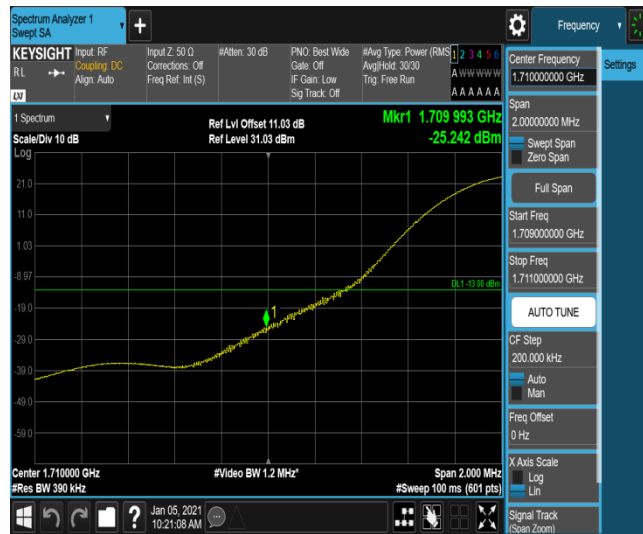 Spectrum Analyzer 1
Swept SA
Frequency
KEYSIGHT
RL
LXI
Input: RF
Coupling: DC
Align: Auto
Input Z: 50 Ω
Corrections: Off
Freq Ref: Int (S)
#Atten: 30 dB
PNO: Best Wide
Gate: Off
IF Gain: Low
Sig Track: Off
#Avg Type: Power (RMS
Avg|Hold: 30/30
Trig: Free Run
1 2 3 4 5 6
A W W W W W
A A A A A A
1 Spectrum
Scale/Div 10 dB
Log
Ref Lvl Offset 11.03 dB
Ref Level 31.03 dBm
Mkr1 1.709 993 GHz
-25.242 dBm
21.0
11.0
1.03
-8.97
-19.0
-29.0
-39.0
-49.0
-59.0
DL1 -13.00 dBm
1
Center 1.710000 GHz
#Res BW 390 kHz
#Video BW 1.2 MHz*
Span 2.000 MHz
#Sweep 100 ms (601 pts)
Jan 05, 2021
10:21:08 AM
Center Frequency
1.710000000 GHz
Span
2.00000000 MHz
Swept Span
Zero Span
Full Span
Start Freq
1.709000000 GHz
Stop Freq
1.711000000 GHz
AUTO TUNE
CF Step
200.000 kHz
Auto
Man
Freq Offset
0 Hz
X Axis Scale
Log
Lin
Signal Track
(Span Zoom)
Settings